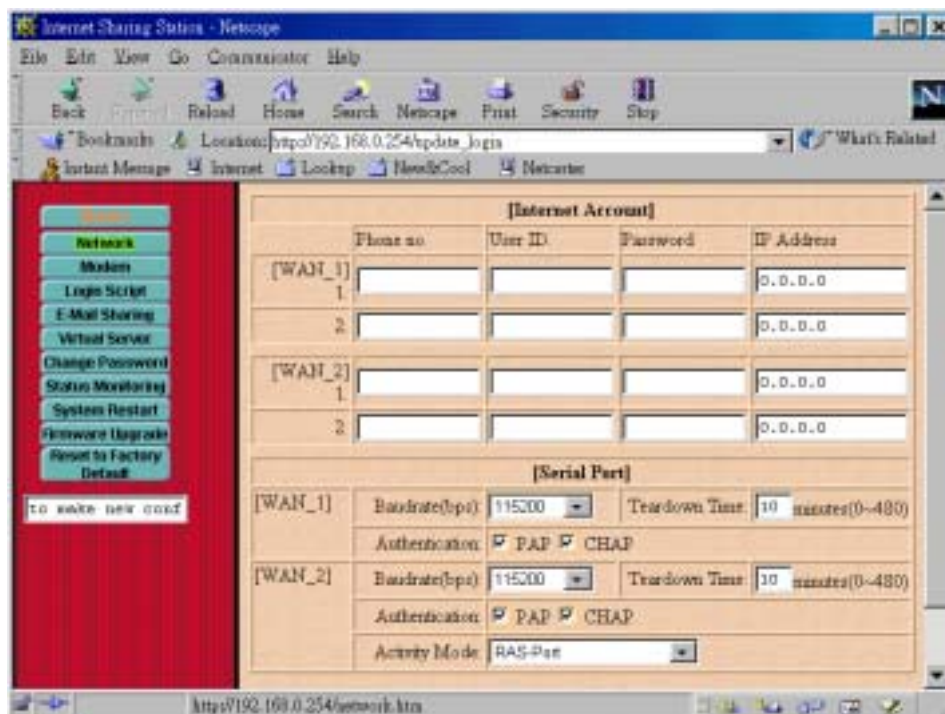 Internet Sharing Station - Netscape
File Edit View Go Communicator Help
Back Forward Reload Home Search Netscape Print Security Stop
Bookmarks Location: http://192.168.0.254/update_login What's Related
Instant Message Internet Lookup New&Cool Netcaster
Network
Modem
Login Script
E-Mail Sharing
Virtual Server
Change Password
Status Monitoring
System Restart
Firmware Upgrade
Reset to Factory
Default
to make new conf
[Internet Account]
Phone no. User ID. Password IP Address
[WAN_1]
1. 0.0.0.0
2. 0.0.0.0
[WAN_2]
1. 0.0.0.0
2. 0.0.0.0
[Serial Port]
[WAN_1] Baudrate(bps) 115200 Teardown Time: 10 minutes(0~480)
Authentication: PAP CHAP
[WAN_2] Baudrate(bps) 115200 Teardown Time: 10 minutes(0~480)
Authentication: PAP CHAP
Activity Mode: RAS-Port
http://192.168.0.254/network.htm